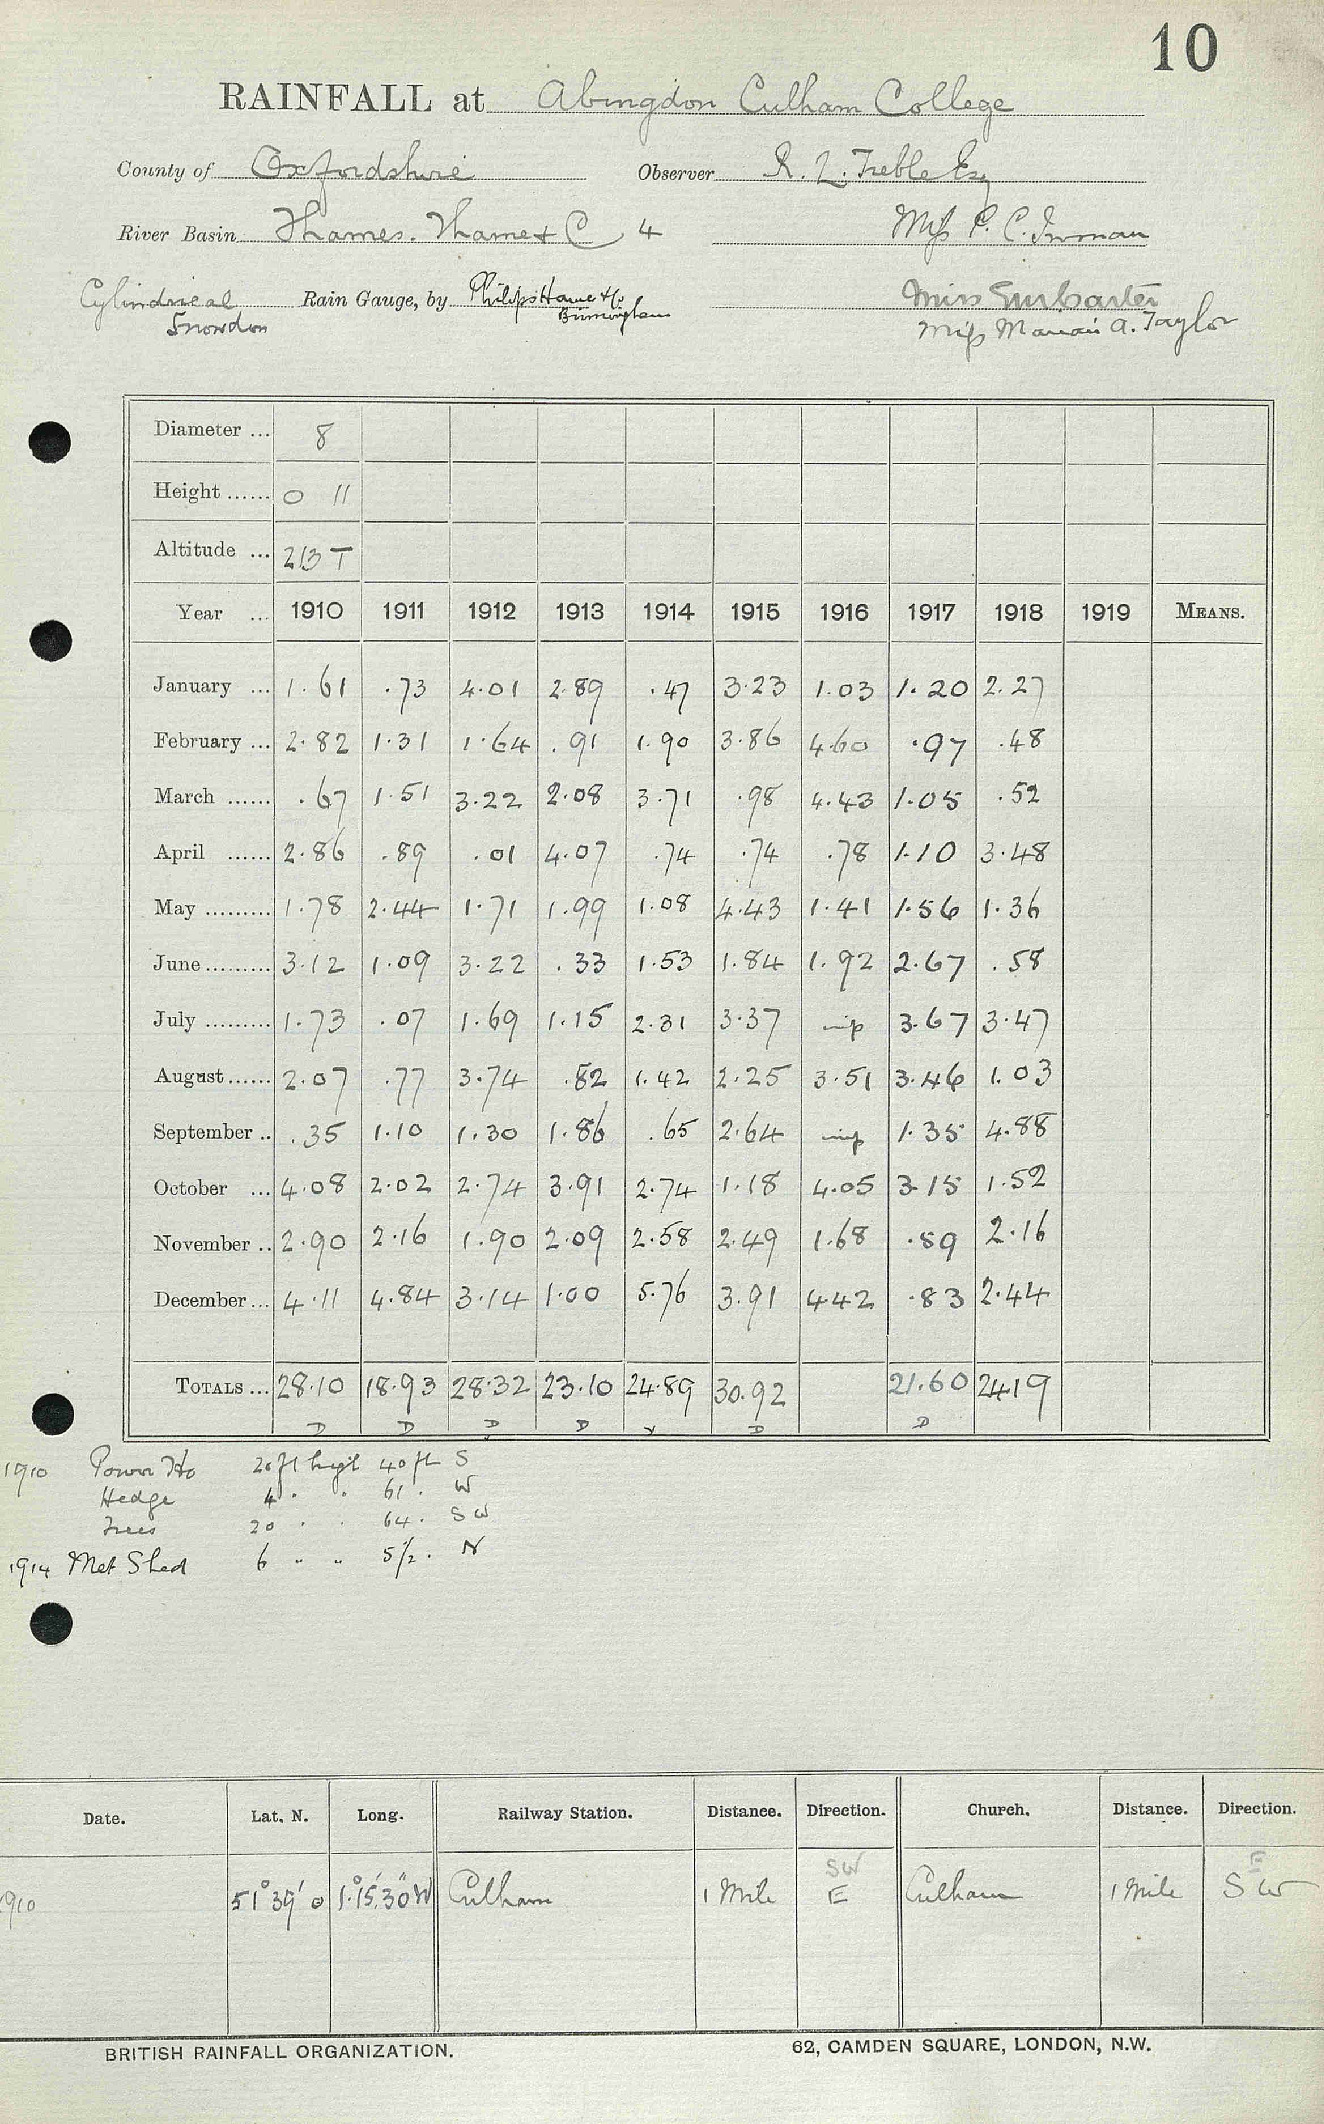 10
RAINFALL at Abingdon Culham College
County of Oxfordshire Observer R. L. Treble Esq
River Basin Thames. Thame & C 4 Miss P. C. Inman
Cylindrical Rain Gauge, by Philip Harris & Co
Snowdon Birmingham Miss Marian A. Taylor
Diameter ... 8
Height ...... 0 11
Altitude ... 213 T
Year ... 1910 1911 1912 1913 1914 1915 1916 1917 1918 1919 MEANS.
January ... 1.61 .73 4.01 2.89 .47 3.23 1.03 1.20 2.27
February ... 2.82 1.31 1.64 .91 1.90 3.86 4.60 .97 .48
March ...... .67 1.51 3.22 2.08 3.71 .98 4.43 1.05 .52
April ...... 2.86 .89 .01 4.07 .74 .74 .78 1.10 3.48
May ......... 1.78 2.44 1.71 1.99 1.08 4.43 1.41 1.56 1.36
June ......... 3.12 1.09 3.22 .33 1.53 1.84 1.92 2.67 .58
July ......... 1.73 .07 1.69 1.15 2.31 3.37 imp 3.67 3.47
August ...... 2.07 .77 3.74 .82 1.42 2.25 3.51 3.46 1.03
September .. .35 1.10 1.30 1.86 .65 2.64 imp 1.35 4.88
October ... 4.08 2.02 2.74 3.91 2.74 1.18 4.05 3.15 1.52
November .. 2.90 2.16 1.90 2.09 2.58 2.49 1.68 .59 2.16
December ... 4.11 4.84 3.14 1.00 5.76 3.91 4.42 .83 2.44
TOTALS ... 28.10 18.93 28.32 23.10 24.89 30.92 21.60 24.19
D D D D D D
1910 Power Ho 20 ft high 40 ft S
Hedge 4 " " 61 " W
Trees 20 " " 64 " SW
1914 Met Shed 6 " " 5½ " N
Date. Lat. N. Long. Railway Station. Distance. Direction. Church. Distance. Direction.
SW E
1910 51° 39' 0 1° 15' 30" W Culham 1 Mile E Culham 1 Mile SW
BRITISH RAINFALL ORGANIZATION. 62, CAMDEN SQUARE, LONDON, N.W.